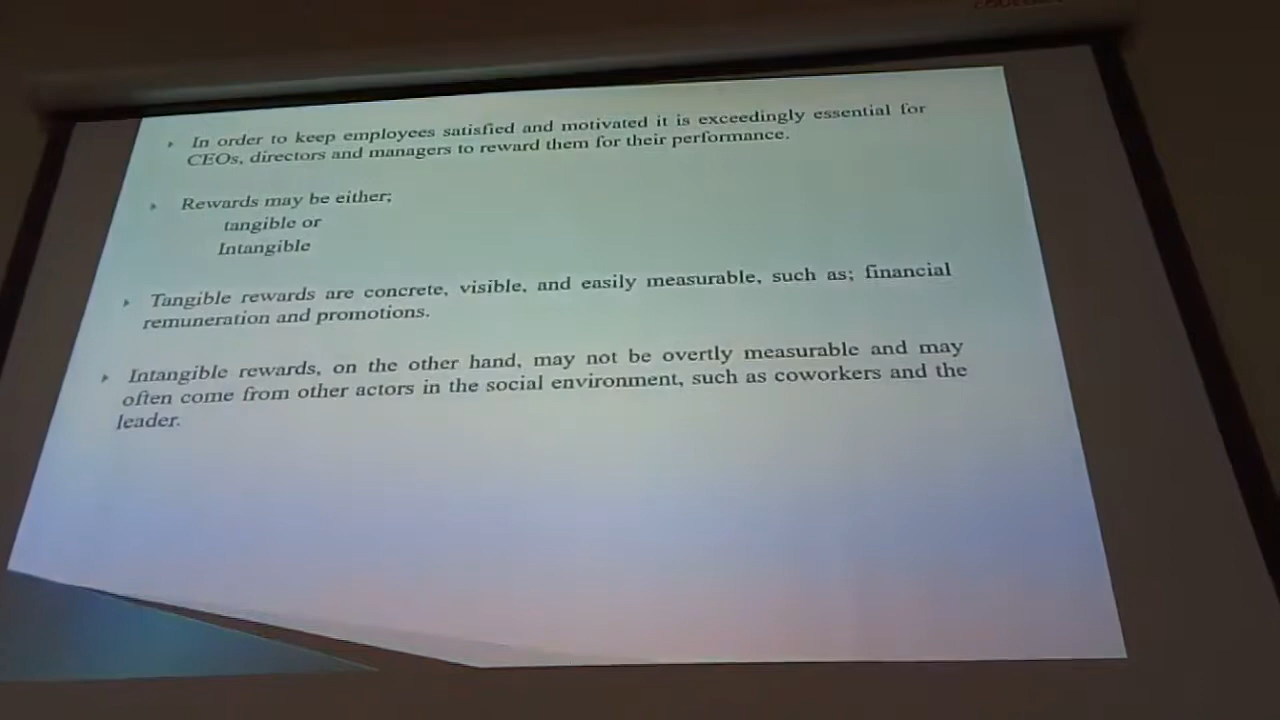 In order to keep employees satisfied and motivated it is exceedingly essential for
CEOs, directors and managers to reward them for their performance.
Rewards may be either;
tangible or
Intangible
Tangible rewards are concrete, visible, and easily measurable, such as; financial
remuneration and promotions.
Intangible rewards, on the other hand, may not be overtly measurable and may
often come from other actors in the social environment, such as coworkers and the
leader.